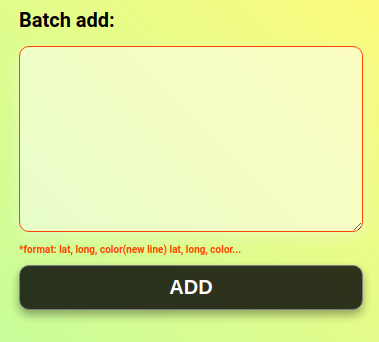 Batch add:
*format: lat, long, color(new line) lat, long, color...
ADD